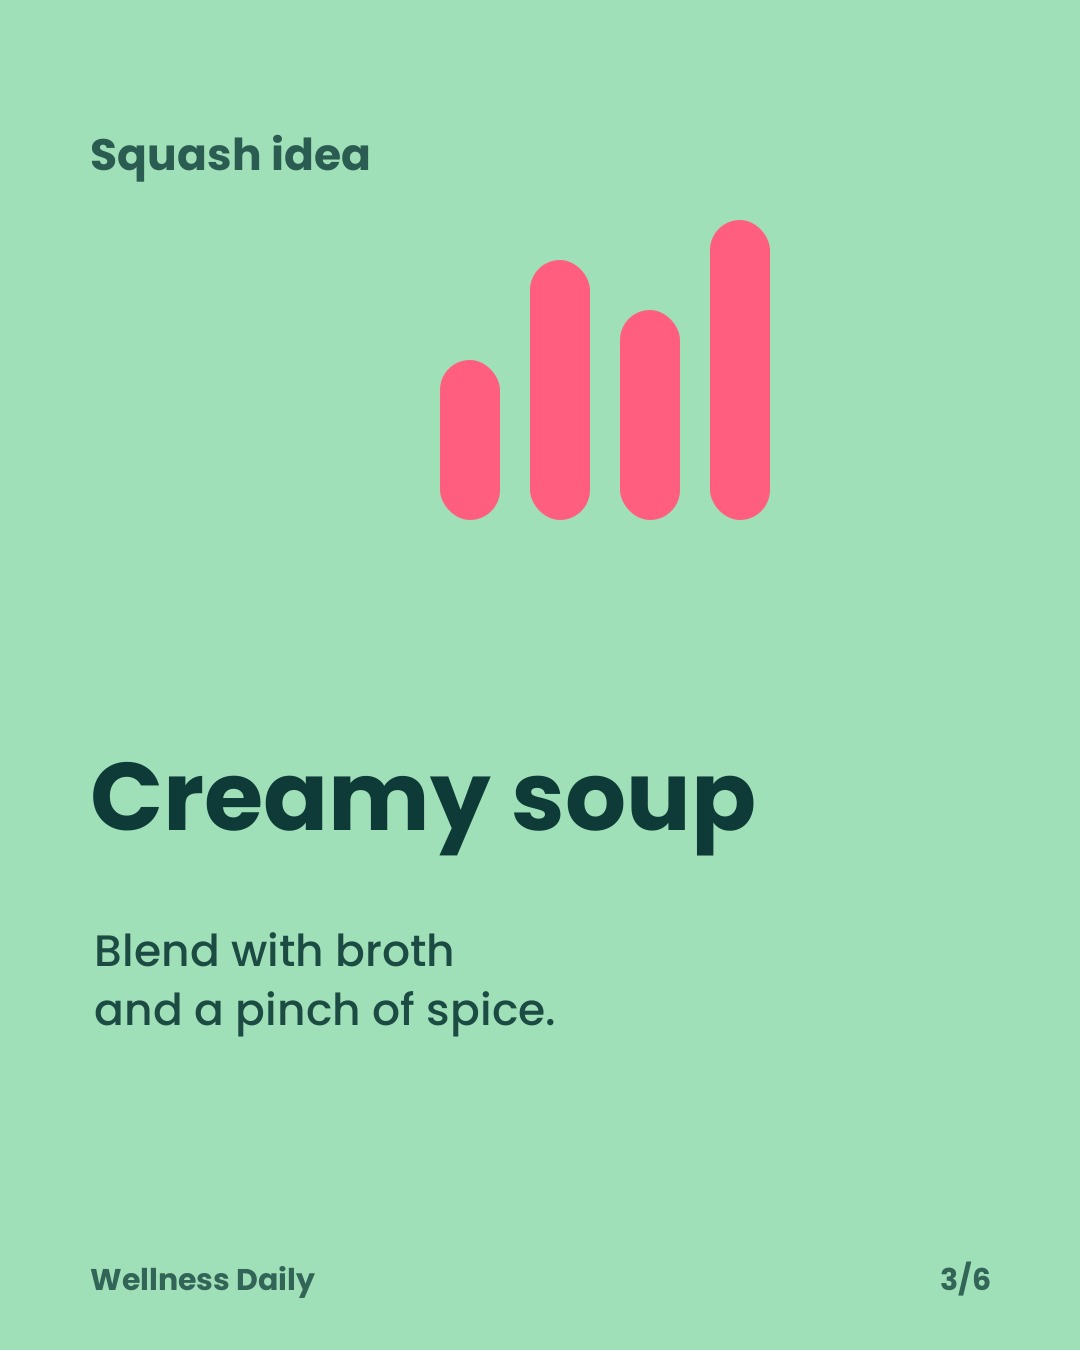 Squash idea
Creamy soup
Blend with broth
and a pinch of spice.
Wellness Daily
3/6